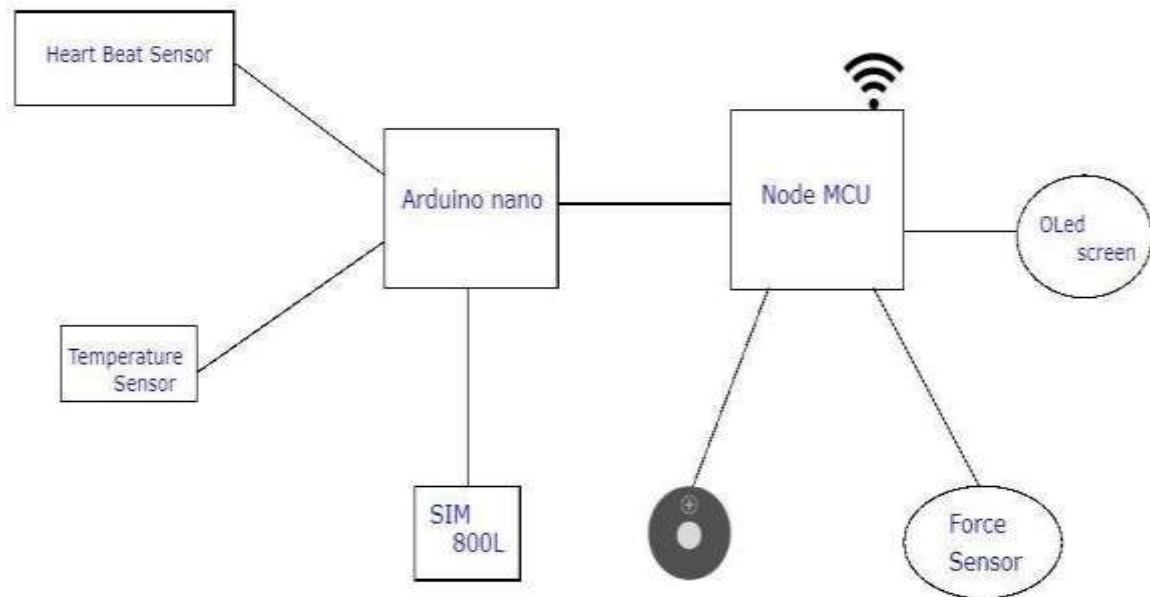 Heart Beat Sensor
Arduino nano
Node MCU
OLed
screen
Temperature
Sensor
SIM
800L
Force
Sensor